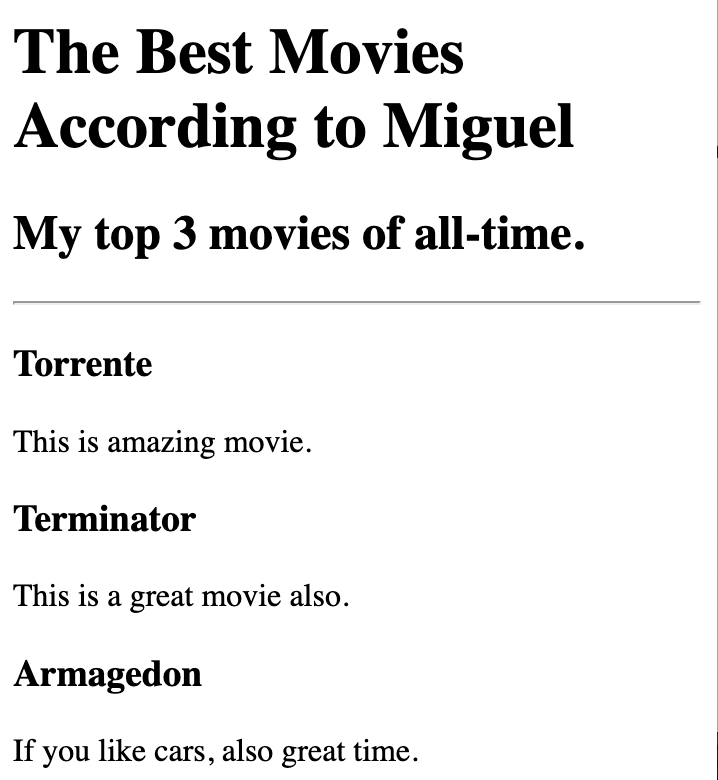 The Best Movies
According to Miguel
My top 3 movies of all-time.
Torrente
This is amazing movie.
Terminator
This is a great movie also.
Armagedon
If you like cars, also great time.